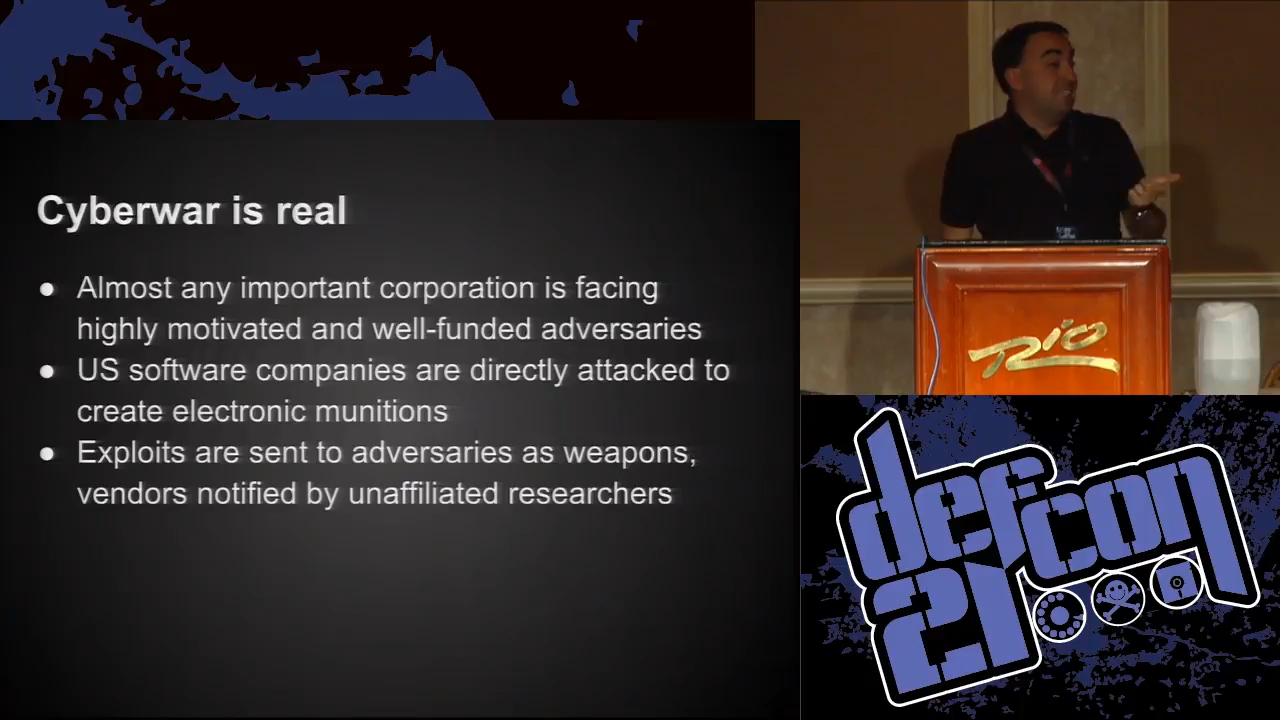 Cyberwar is real
● Almost any important corporation is facing
highly motivated and well-funded adversaries
● US software companies are directly attacked to
create electronic munitions
● Exploits are sent to adversaries as weapons,
vendors notified by unaffiliated researchers
Rio
defcon
21